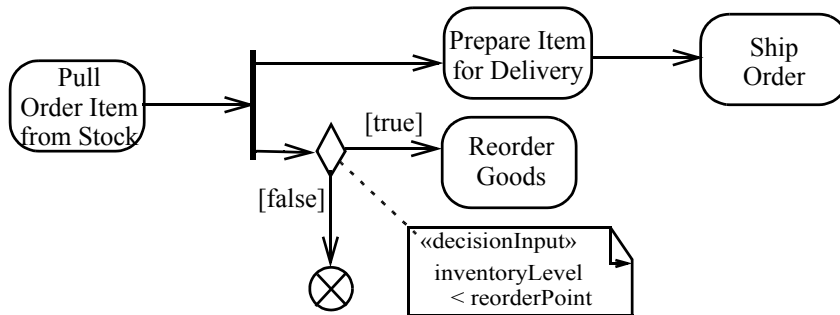 Pull
Order Item
from Stock
Prepare Item
for Delivery
Ship
Order
[true]
Reorder
Goods
[false]
«decisionInput»
inventoryLevel
< reorderPoint